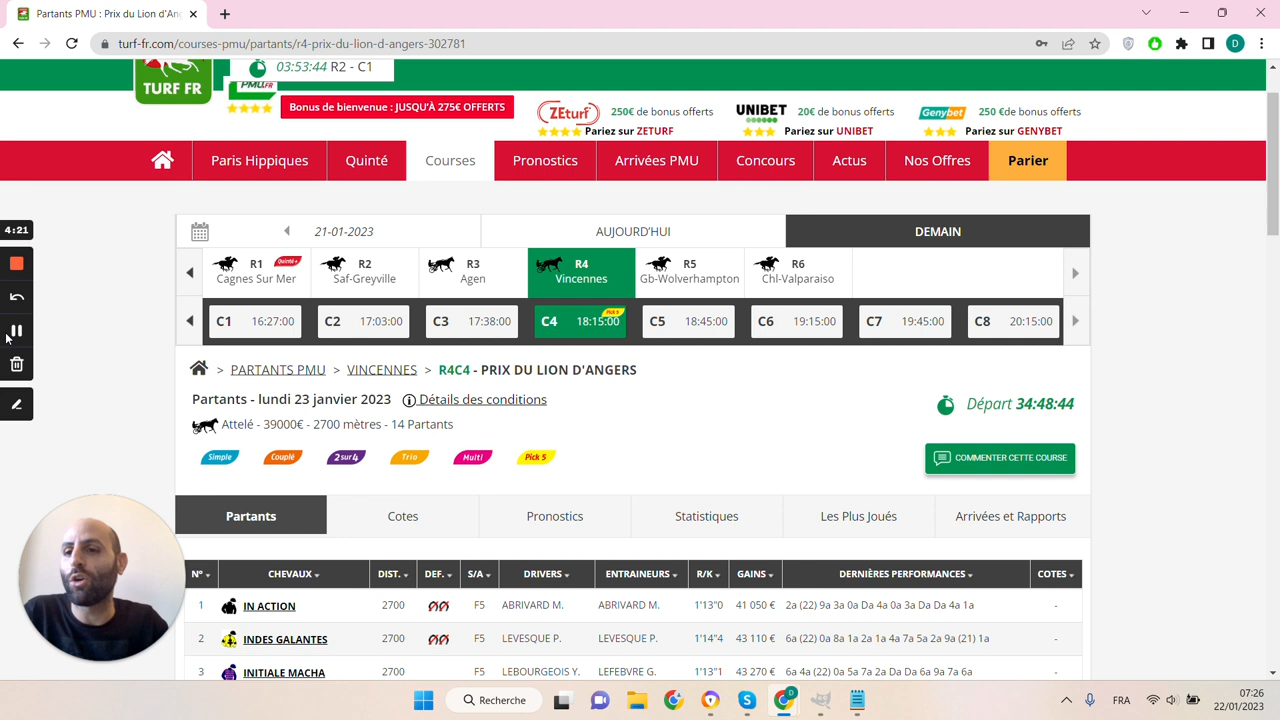 Partants PMU : Prix du Lion d'An
turf-fr.com/courses-pmu/partants/r4-prix-du-lion-d-angers-302781
D
TURF FR
03:53:44 R2 - C1
PMU.FR
Bonus de bienvenue : JUSQU'À 275€ OFFERTS
ZEturf 250€ de bonus offerts
Pariez sur ZETURF
UNIBET 20€ de bonus offerts
Pariez sur UNIBET
Genybet 250 €de bonus offerts
Pariez sur GENYBET
Paris Hippiques Quinté Courses Pronostics Arrivées PMU Concours Actus Nos Offres Parier
4:21
21-01-2023 AUJOURD'HUI DEMAIN
R1 Quinté+ R2 R3 R4 R5 R6
Cagnes Sur Mer Saf-Greyville Agen Vincennes Gb-Wolverhampton Chl-Valparaiso
C1 16:27:00 C2 17:03:00 C3 17:38:00 C4 18:15:00 PICK 5 C5 18:45:00 C6 19:15:00 C7 19:45:00 C8 20:15:00
> PARTANTS PMU > VINCENNES > R4C4 - PRIX DU LION D'ANGERS
Partants - lundi 23 janvier 2023 Détails des conditions
Départ 34:48:44
Attelé - 39000€ - 2700 mètres - 14 Partants
Simple Couplé 2sur4 Trio Multi Pick 5
COMMENTER CETTE COURSE
Partants Cotes Pronostics Statistiques Les Plus Joués Arrivées et Rapports
N° CHEVAUX DIST. DEF. S/A DRIVERS ENTRAINEURS R/K GAINS DERNIÈRES PERFORMANCES COTES
1 IN ACTION 2700 F5 ABRIVARD M. ABRIVARD M. 1'13"0 41 050 € 2a (22) 9a 3a 0a Da 4a 0a 3a Da Da 4a 1a -
2 INDES GALANTES 2700 F5 LEVESQUE P. LEVESQUE P. 1'14"4 43 110 € 6a (22) 0a 8a 1a 2a 1a 4a 7a 5a 2a 9a (21) 1a -
3 INITIALE MACHA 2700 F5 LEBOURGEOIS Y. LEFEBVRE G. 1'13"1 43 270 € 6a 4a (22) 0a 5a 7a 2a Da Da 6a 9a 7a 6a -
Recherche
FRA
07:26
22/01/2023